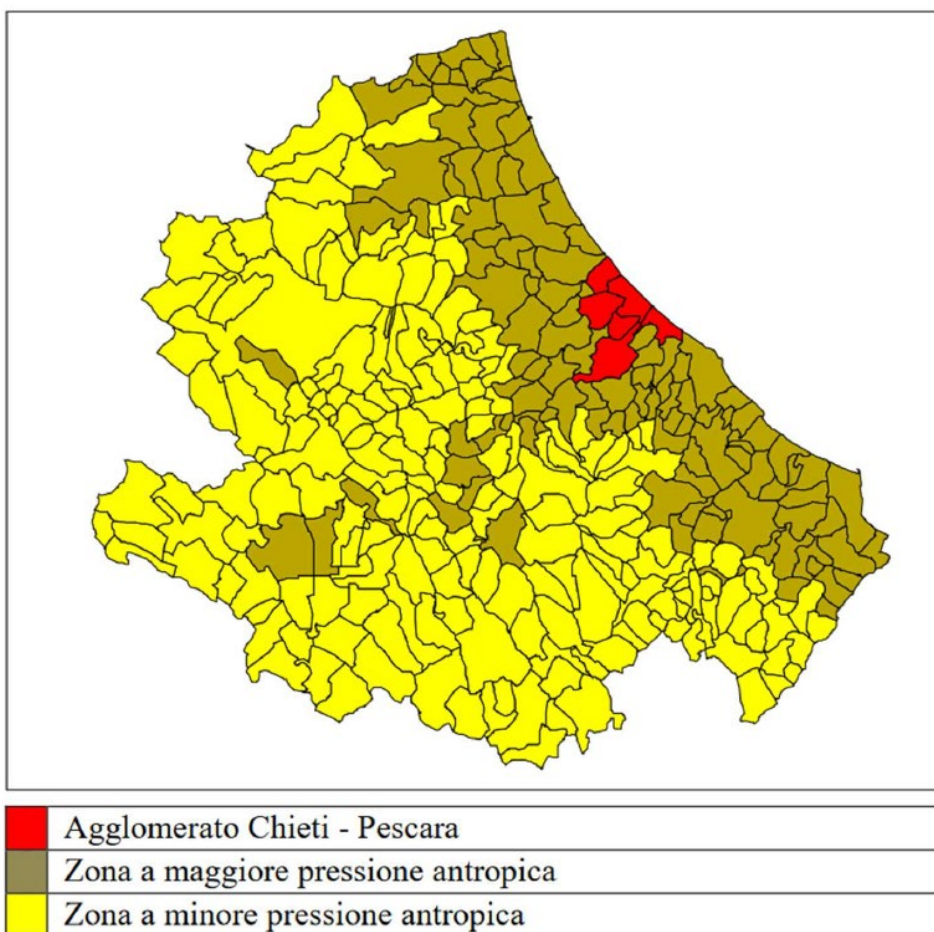 Agglomerato Chieti - Pescara
Zona a maggiore pressione antropica
Zona a minore pressione antropica